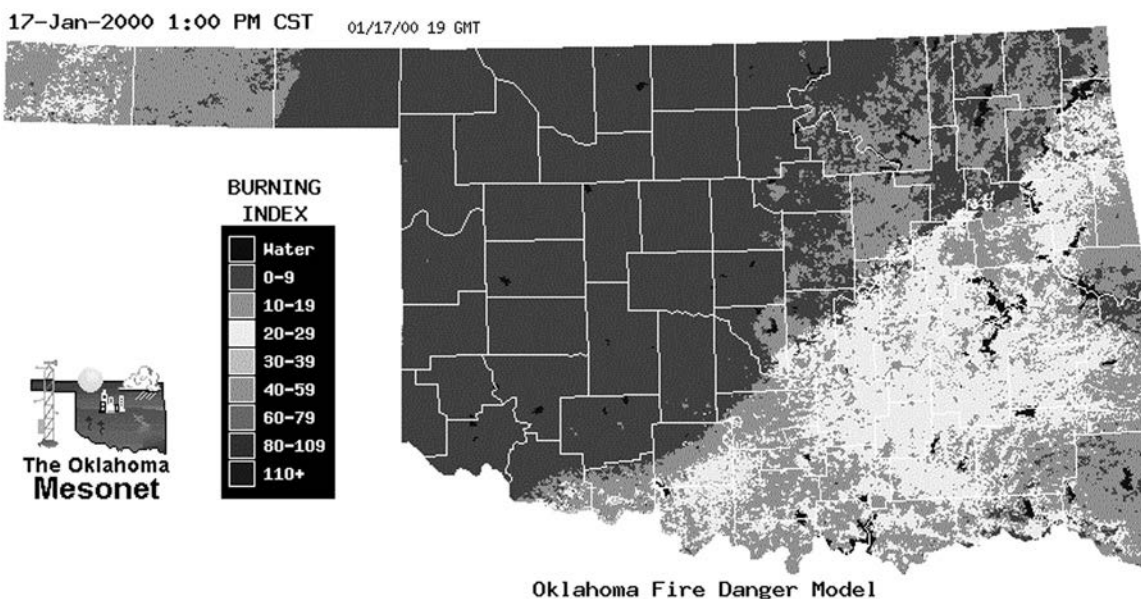 17-Jan-2000 1:00 PM CST
01/17/00 19 GMT
BURNING
INDEX
Water
0-9
10-19
20-29
30-39
40-59
60-79
80-109
110+
The Oklahoma
Mesonet
Oklahoma Fire Danger Model